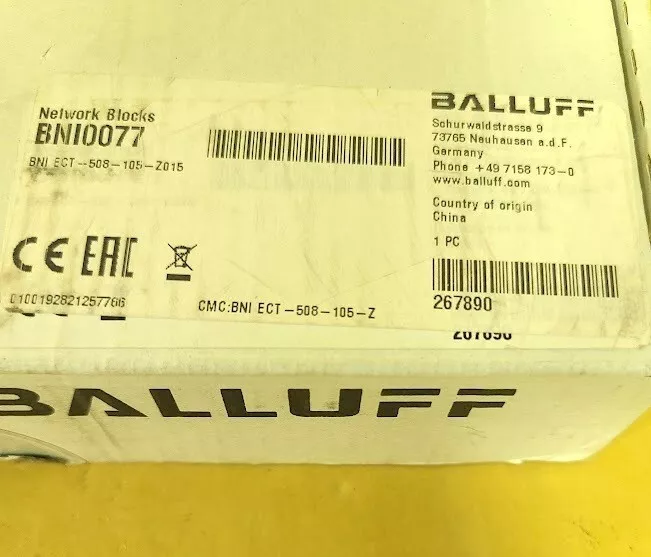 Network Blocks
BNI0077
BNI ECT-508-105-Z015
BALLUFF
Schurwaldstrasse 9
73765 Neuhausen a.d.F.
Germany
Phone +49 7158 173-0
www.balluff.com
Country of origin
China
1 PC
267890
CE EAC
0100192821257766
CMC:BNI ECT-508-105-Z
267890
BALLUFF